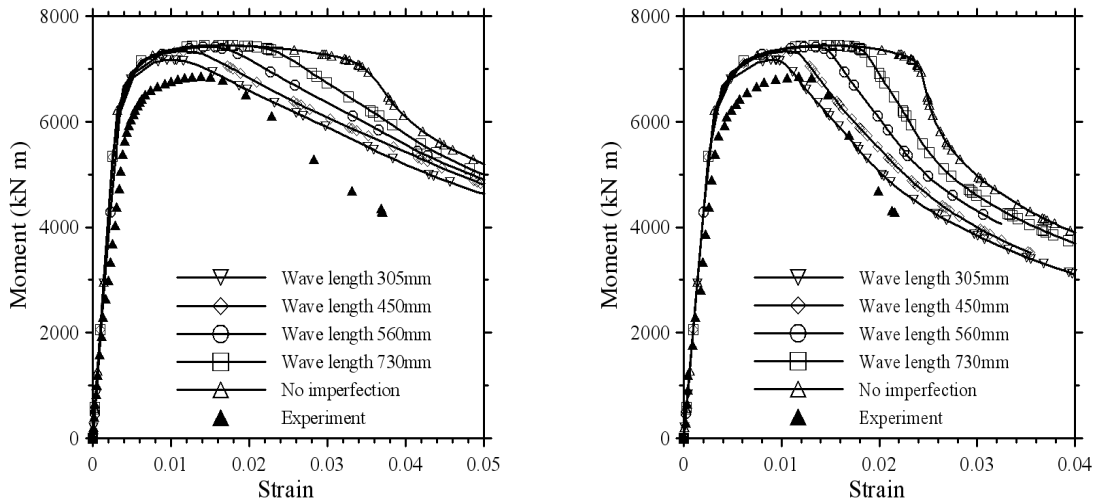 8000
6000
4000
2000
0
Moment (kN m)
0
0.01
0.02
0.03
0.04
0.05
Strain
Wave length 305mm
Wave length 450mm
Wave length 560mm
Wave length 730mm
No imperfection
Experiment
8000
6000
4000
2000
0
Moment (kN m)
0
0.01
0.02
0.03
0.04
Strain
Wave length 305mm
Wave length 450mm
Wave length 560mm
Wave length 730mm
No imperfection
Experiment